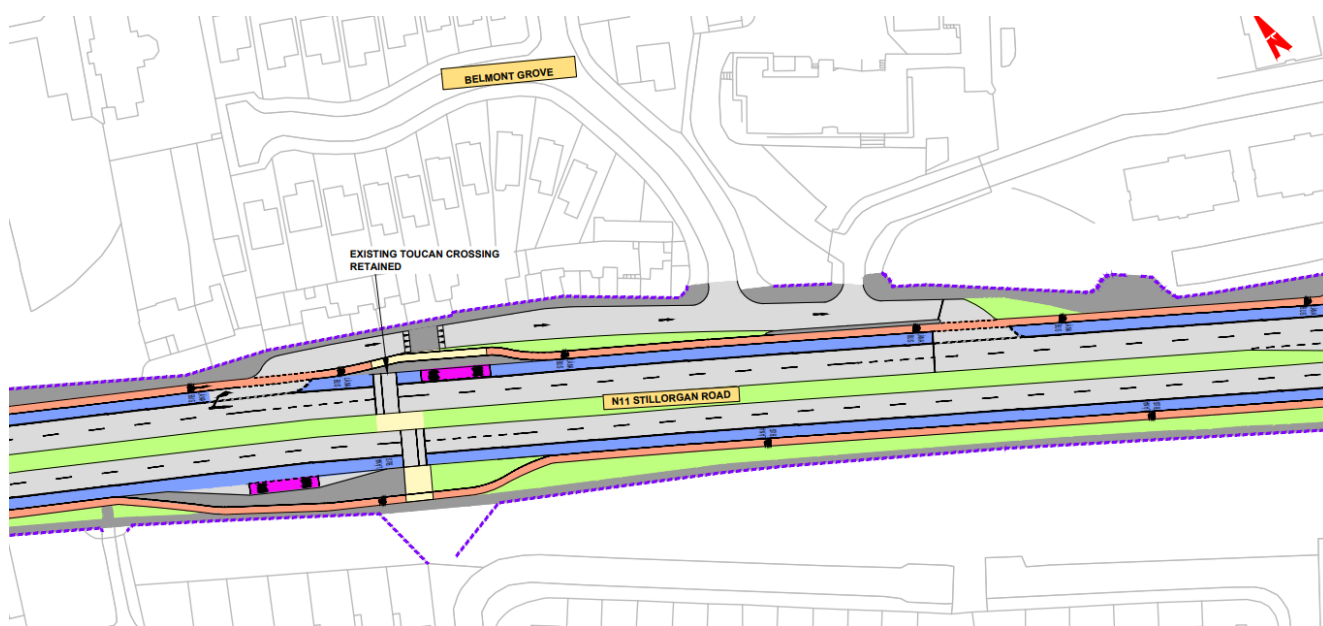 BELMONT GROVE
EXISTING TOUCAN CROSSING
RETAINED
N11 STILLORGAN ROAD